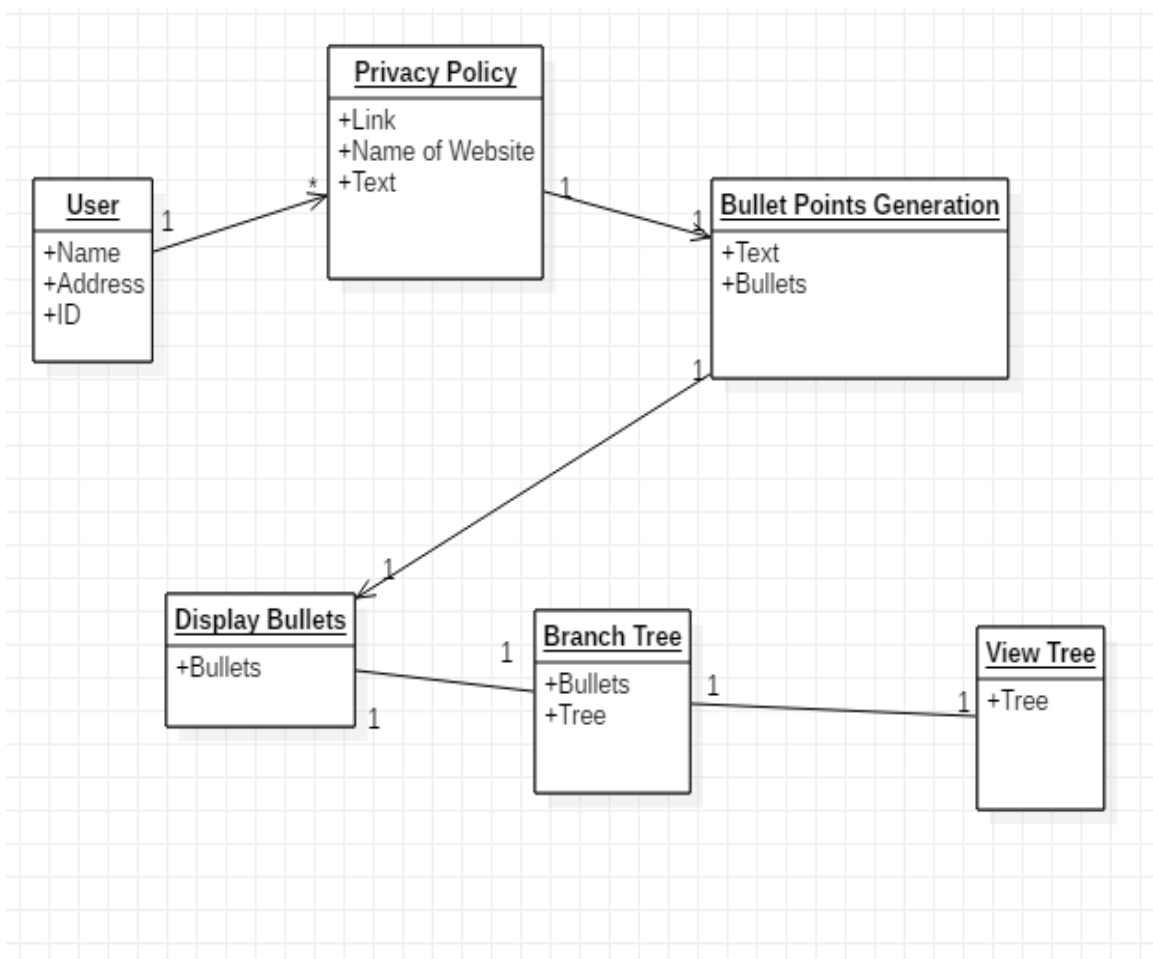 Privacy Policy
+Link
+Name of Website
+Text
*
1
User
+Name
+Address
+ID
1
1
Bullet Points Generation
+Text
+Bullets
1
1
Display Bullets
+Bullets
1
1
Branch Tree
+Bullets
+Tree
1
1
View Tree
+Tree